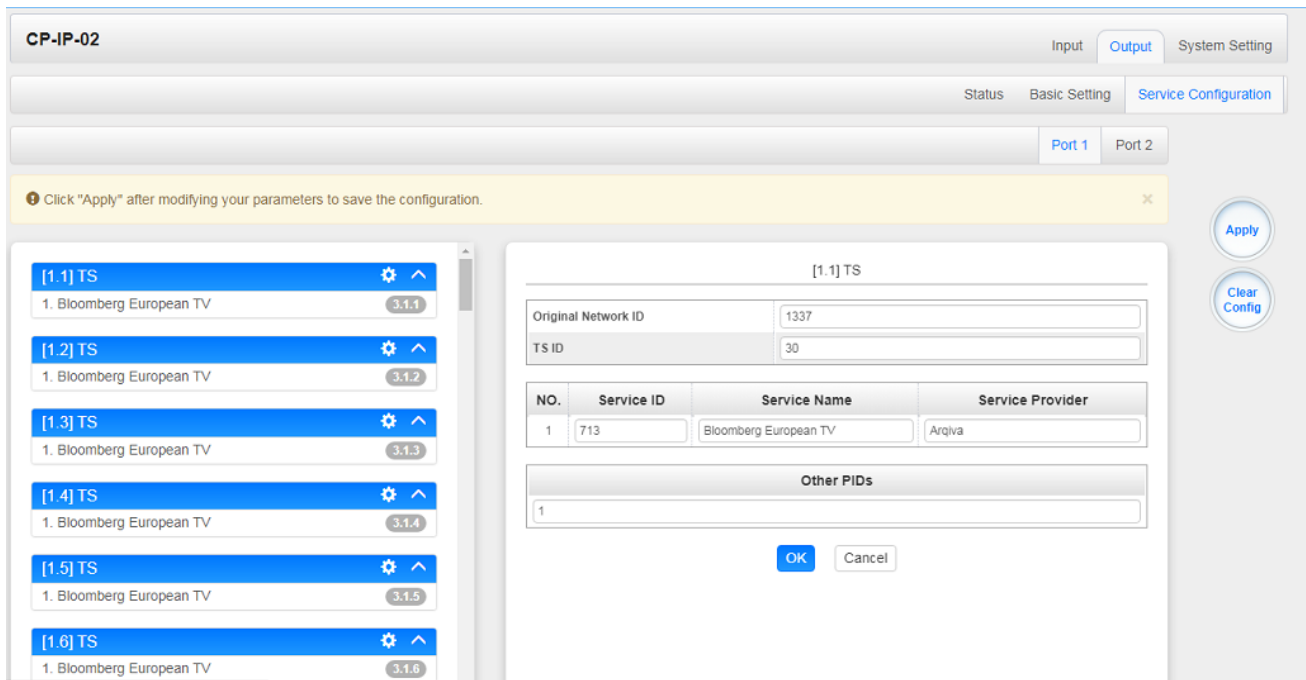 CP-IP-02
Input Output System Setting
Status Basic Setting Service Configuration
Port 1 Port 2
Click "Apply" after modifying your parameters to save the configuration.
Apply
Clear
Config
[1.1] TS
1. Bloomberg European TV 3.1.1
[1.2] TS
1. Bloomberg European TV 3.1.2
[1.3] TS
1. Bloomberg European TV 3.1.3
[1.4] TS
1. Bloomberg European TV 3.1.4
[1.5] TS
1. Bloomberg European TV 3.1.5
[1.6] TS
1. Bloomberg European TV 3.1.6
[1.1] TS
Original Network ID 1337
TS ID 30
NO. Service ID Service Name Service Provider
1 713 Bloomberg European TV Arqiva
Other PIDs
1
OK Cancel